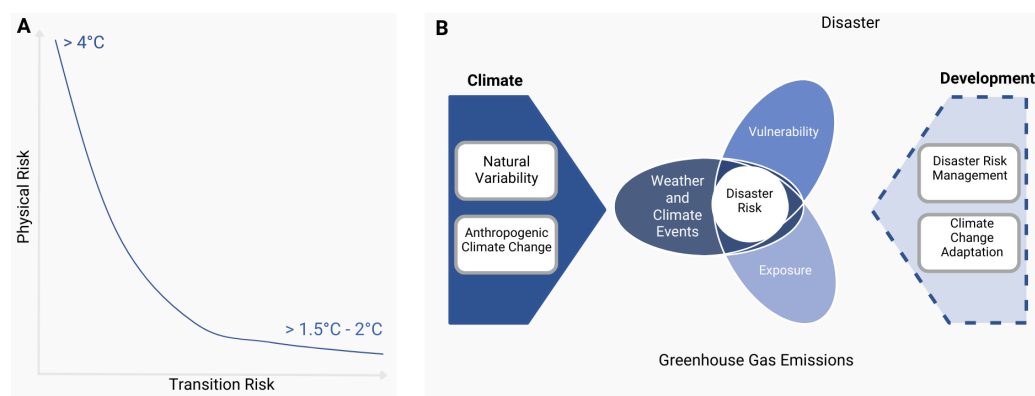 A
> 4°C
Physical Risk
> 1.5°C - 2°C
Transition Risk
B
Disaster
Climate
Natural
Variability
Anthropogenic
Climate Change
Weather
and
Climate
Events
Vulnerability
Disaster
Risk
Exposure
Development
Disaster Risk
Management
Climate
Change
Adaptation
Greenhouse Gas Emissions